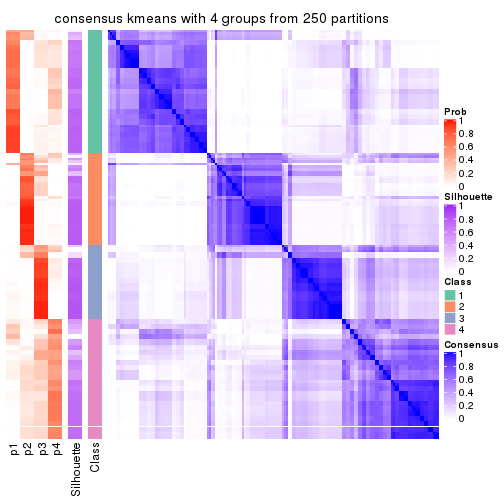 consensus kmeans with 4 groups from 250 partitions
Prob
1
0.8
0.6
0.4
0.2
0
Silhouette
1
0.8
0.6
0.4
0.2
0
Class
1
2
3
4
Consensus
1
0.8
0.6
0.4
0.2
0
p1
p2
p3
p4
Silhouette
Class